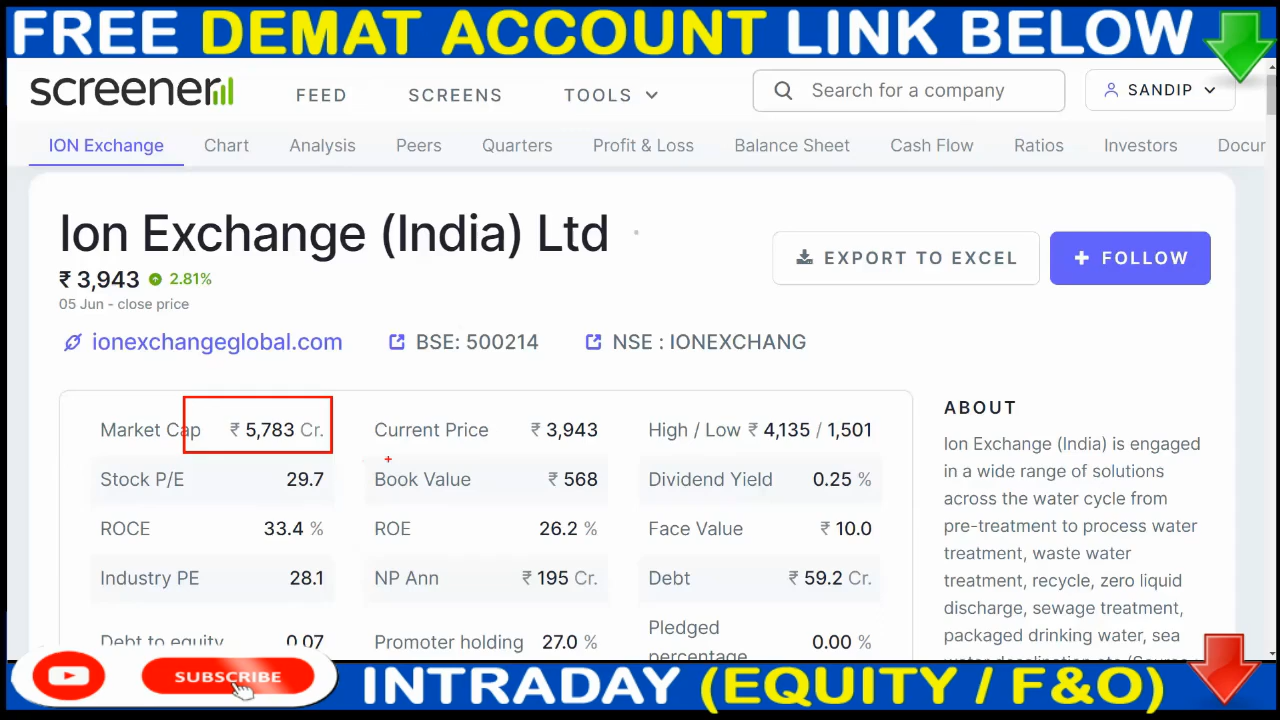 FREE DEMAT ACCOUNT LINK BELOW
screener
FEED
SCREENS
TOOLS
Search for a company
SANDIP
ION Exchange
Chart
Analysis
Peers
Quarters
Profit & Loss
Balance Sheet
Cash Flow
Ratios
Investors
Docur
Ion Exchange (India) Ltd
EXPORT TO EXCEL
FOLLOW
₹ 3,943 2.81%
05 Jun - close price
ionexchangeglobal.com
BSE: 500214
NSE : IONEXCHANG
Market Cap ₹ 5,783 Cr.
Current Price ₹ 3,943
High / Low ₹ 4,135 / 1,501
Stock P/E 29.7
Book Value ₹ 568
Dividend Yield 0.25 %
ROCE 33.4 %
ROE 26.2 %
Face Value ₹ 10.0
Industry PE 28.1
NP Ann ₹ 195 Cr.
Debt ₹ 59.2 Cr.
Debt to equity 0.07
Promoter holding 27.0 %
Pledged
percentage 0.00 %
ABOUT
Ion Exchange (India) is engaged
in a wide range of solutions
across the water cycle from
pre-treatment to process water
treatment, waste water
treatment, recycle, zero liquid
discharge, sewage treatment,
packaged drinking water, sea
water desalination etc.(Source
SUBSCRIBE
INTRADAY (EQUITY / F&O)